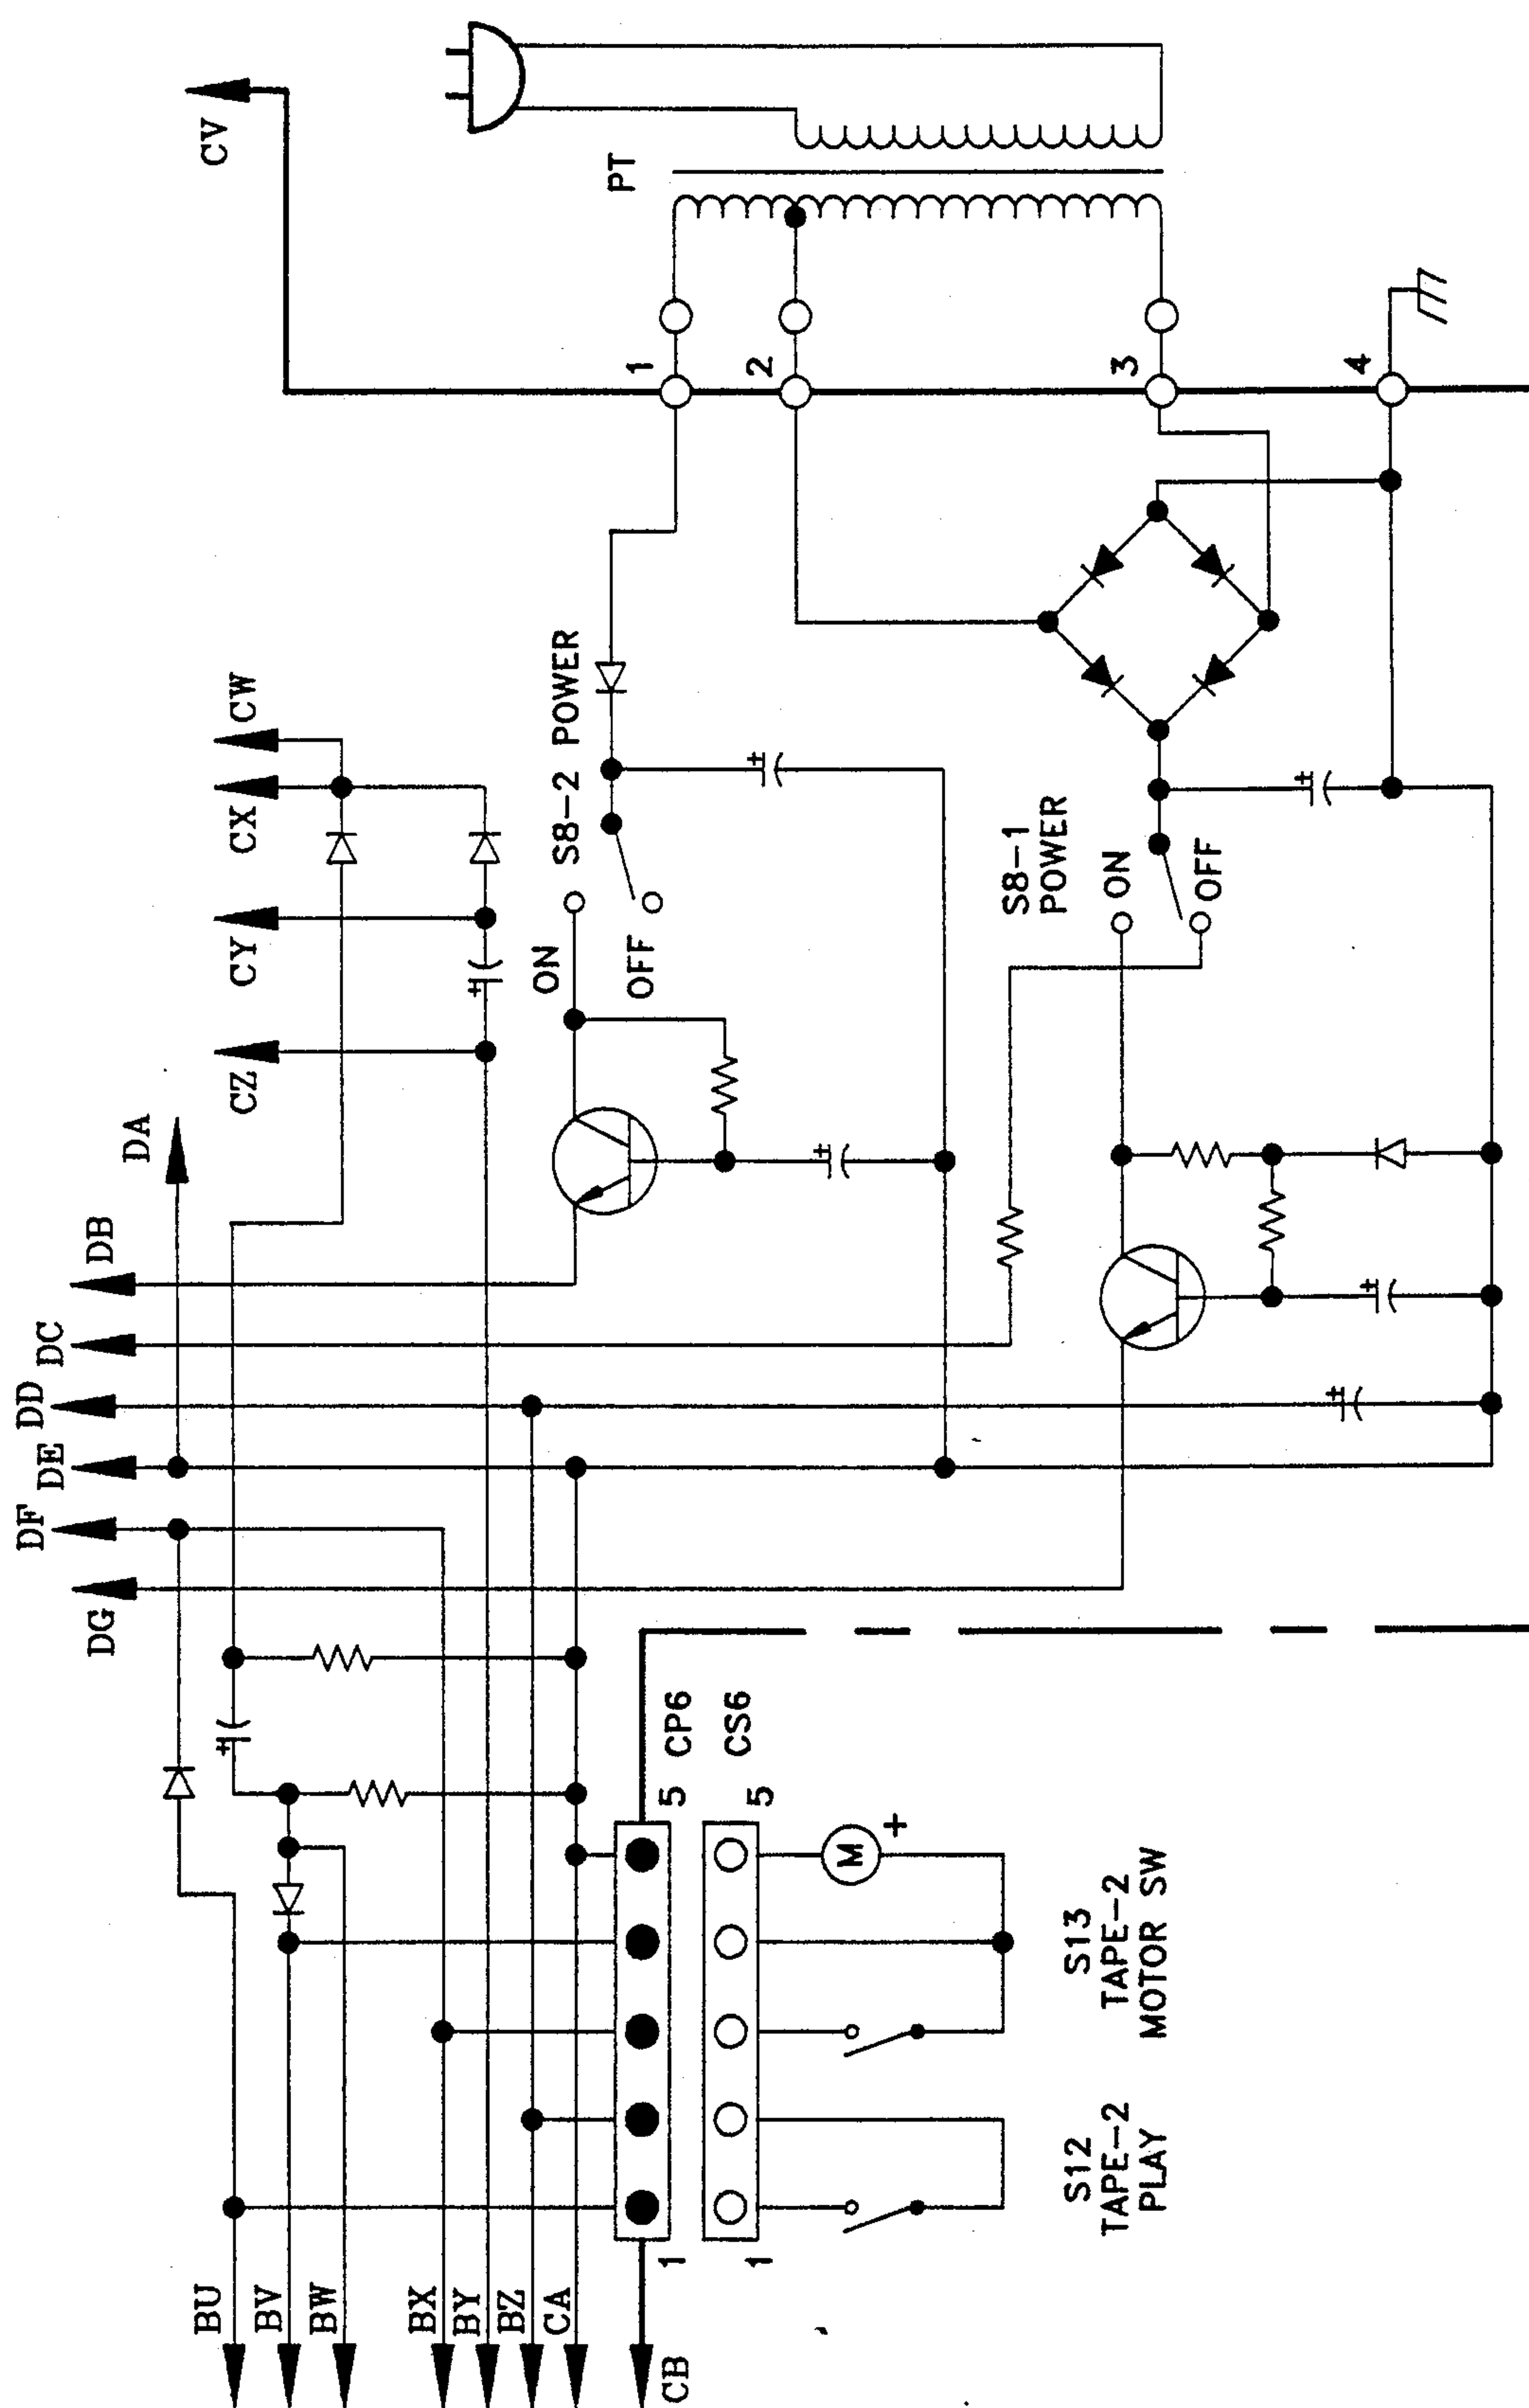 CV
PT
1
2
3
4
CW
CX
CY
CZ
DA
DB
DC
DD
DE
DF
DG
S8-2 POWER
ON
OFF
S8-1
POWER
ON
OFF
±
±
±
±
±
±
±
5 CP6
5 CS6
1
1
M
+
S13
TAPE-2
MOTOR SW
S12
TAPE-2
PLAY
BU
BV
BW
BX
BY
BZ
CA
CB